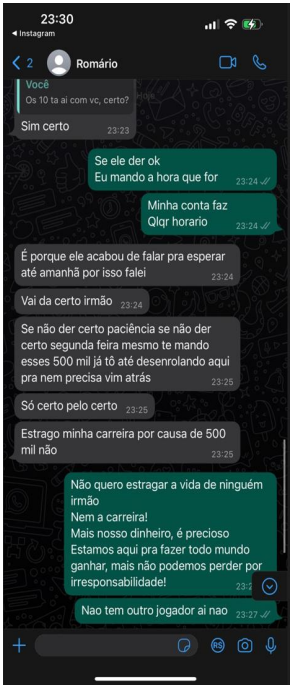 23:30
Instagram
2
Romário
Você
Os 10 ta ai com vc, certo?
Hoje
Sim certo
23:23
Se ele der ok
Eu mando a hora que for
23:24
Minha conta faz
Qlqr horario
23:24
É porque ele acabou de falar pra esperar
até amanhã por isso falei
23:24
Vai da certo irmão
23:24
Se não der certo paciência se não der
certo segunda feira mesmo te mando
esses 500 mil já tô até desenrolando aqui
pra nem precisa vim atrás
23:25
Só certo pelo certo
23:25
Estrago minha carreira por causa de 500
mil não
23:25
Não quero estragar a vida de ninguém
irmão
Nem a carreira!
Mais nosso dinheiro, é precioso
Estamos aqui pra fazer todo mundo
ganhar, mais não podemos perder por
irresponsabilidade!
Nao tem outro jogador ai nao
23:27
RS